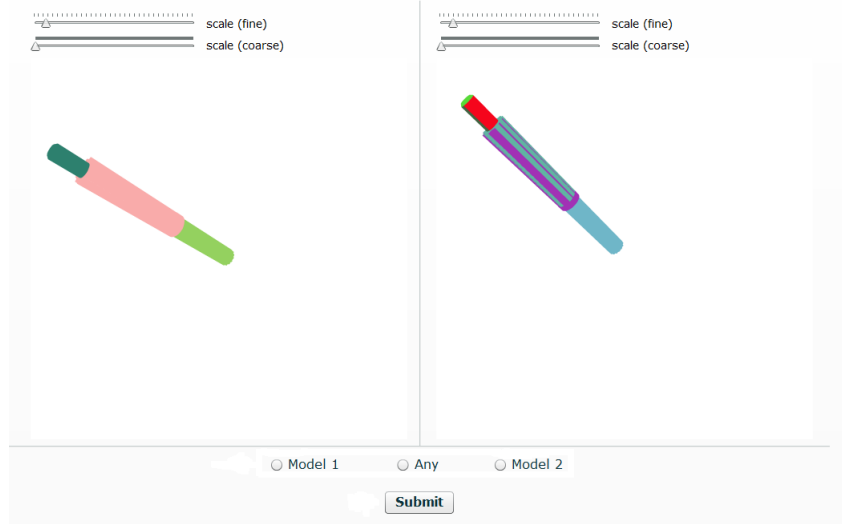 scale (fine)
scale (coarse)
scale (fine)
scale (coarse)
Model 1
Any
Model 2
Submit